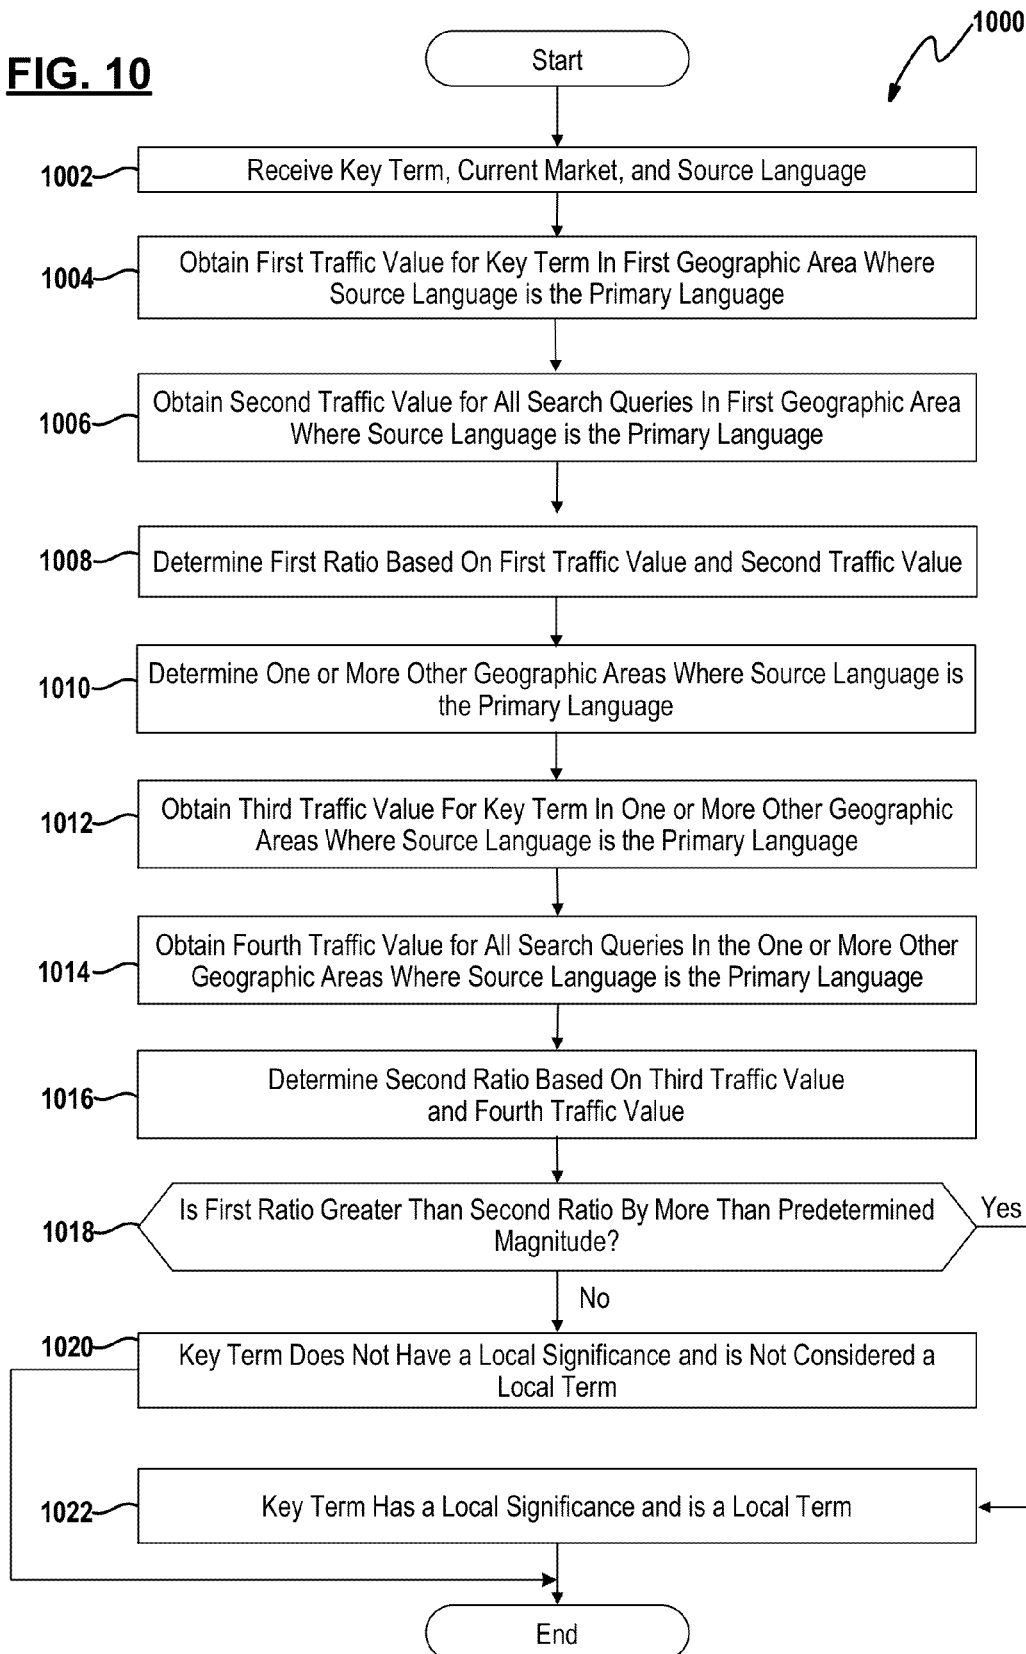 FIG. 10
1000
Start
1002
Receive Key Term, Current Market, and Source Language
1004
Obtain First Traffic Value for Key Term In First Geographic Area Where
Source Language is the Primary Language
1006
Obtain Second Traffic Value for All Search Queries In First Geographic Area
Where Source Language is the Primary Language
1008
Determine First Ratio Based On First Traffic Value and Second Traffic Value
1010
Determine One or More Other Geographic Areas Where Source Language is
the Primary Language
1012
Obtain Third Traffic Value For Key Term In One or More Other Geographic
Areas Where Source Language is the Primary Language
1014
Obtain Fourth Traffic Value for All Search Queries In the One or More Other
Geographic Areas Where Source Language is the Primary Language
1016
Determine Second Ratio Based On Third Traffic Value
and Fourth Traffic Value
1018
Is First Ratio Greater Than Second Ratio By More Than Predetermined
Magnitude?
Yes
No
1020
Key Term Does Not Have a Local Significance and is Not Considered a
Local Term
1022
Key Term Has a Local Significance and is a Local Term
End